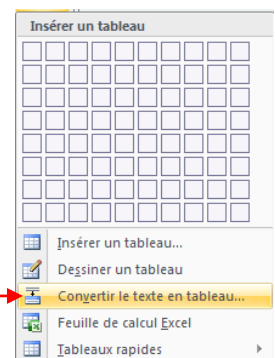 Insérer un tableau
Insérer un tableau...
Dessiner un tableau
Convertir le texte en tableau...
Feuille de calcul Excel
Tableaux rapides